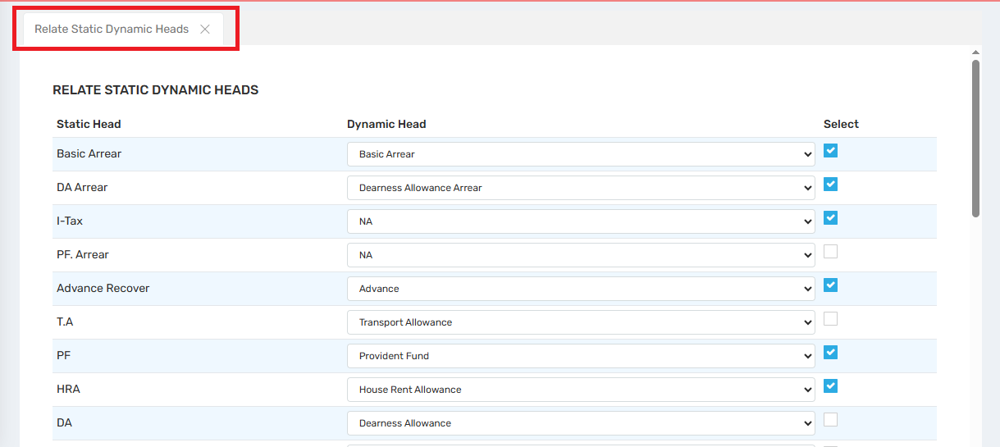 Relate Static Dynamic Heads
RELATE STATIC DYNAMIC HEADS
Static Head Dynamic Head Select
Basic Arrear Basic Arrear
DA Arrear Dearness Allowance Arrear
I-Tax NA
PF. Arrear NA
Advance Recover Advance
T.A Transport Allowance
PF Provident Fund
HRA House Rent Allowance
DA Dearness Allowance